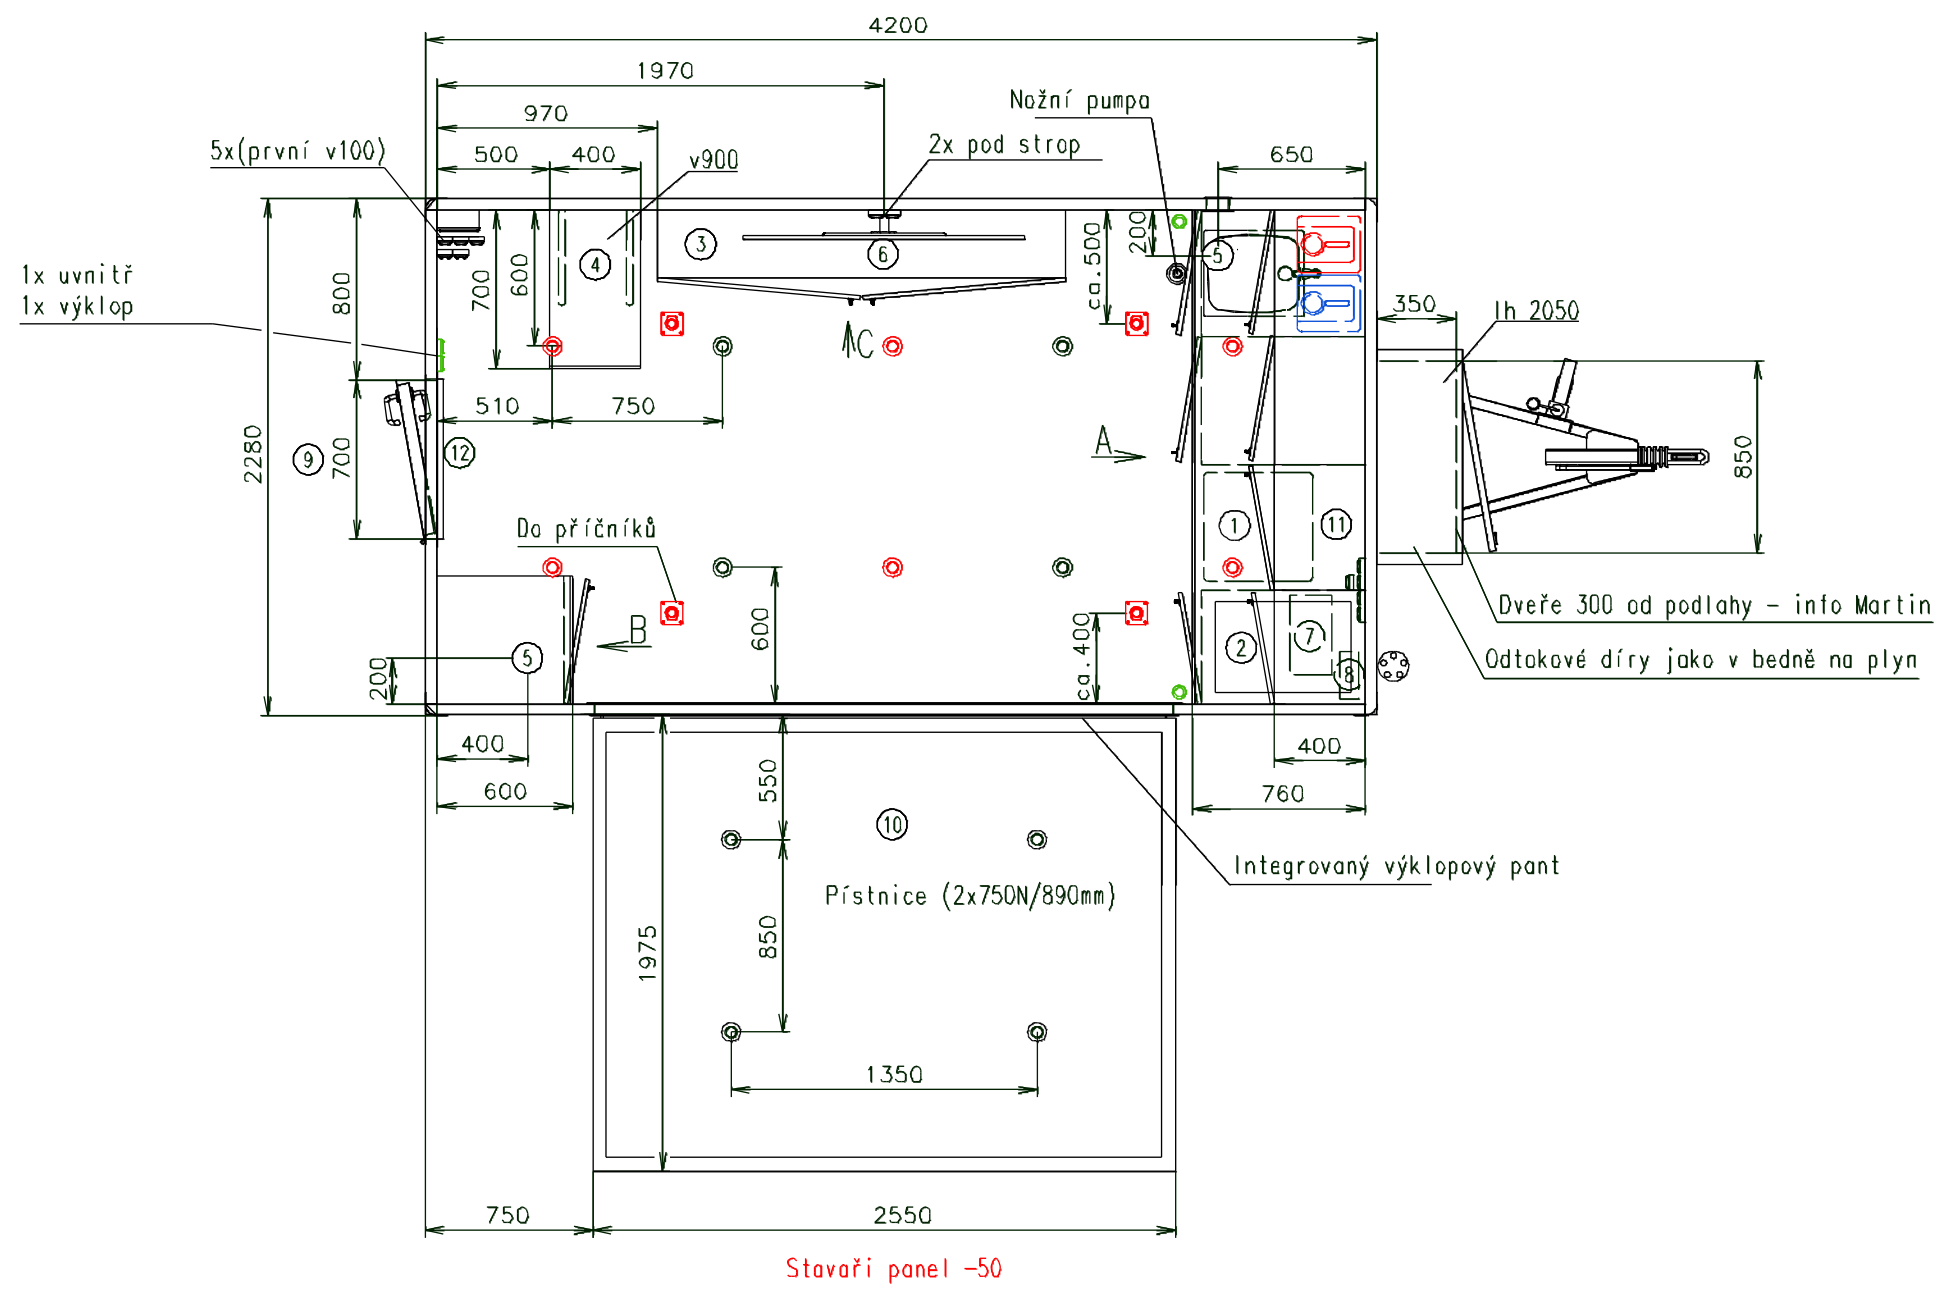 4200
1970
970
Nožní pumpa
5x(první v100)
500
400
v900
2x pod strop
650
1x uvnitř
1x výklop
800
700
600
3
4
6
ca.500
200
5
350
lh 2050
C
510
750
2280
9
700
12
A
850
Do příčníků
1
11
B
600
ca.400
5
200
2
7
8
Dveře 300 od podlahy - info Martin
Odtokové díry jako v bedně na plyn
400
600
550
400
760
10
Integrovaný výklopový pant
Pístnice (2x750N/890mm)
1975
850
1350
750
2550
Stavaři panel -50